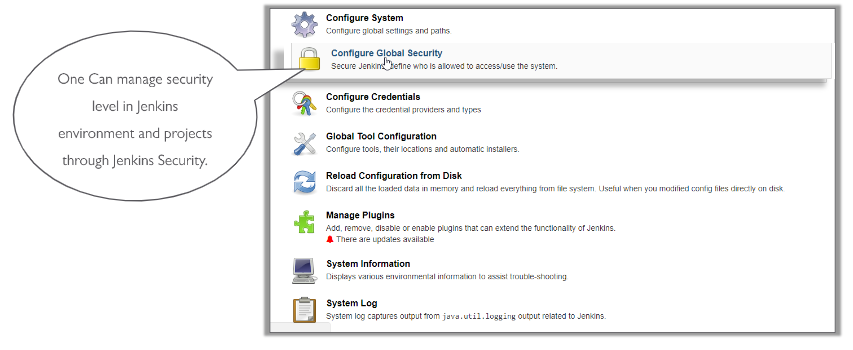 One Can manage security
level in Jenkins
environment and projects
through Jenkins Security.
Configure System
Configure global settings and paths.
Configure Global Security
Secure Jenkins; define who is allowed to access/use the system.
Configure Credentials
Configure the credential providers and types
Global Tool Configuration
Configure tools, their locations and automatic installers.
Reload Configuration from Disk
Discard all the loaded data in memory and reload everything from file system. Useful when you modified config files directly on disk.
Manage Plugins
Add, remove, disable or enable plugins that can extend the functionality of Jenkins.
There are updates available
System Information
Displays various environmental information to assist trouble-shooting.
System Log
System log captures output from java.util.logging output related to Jenkins.